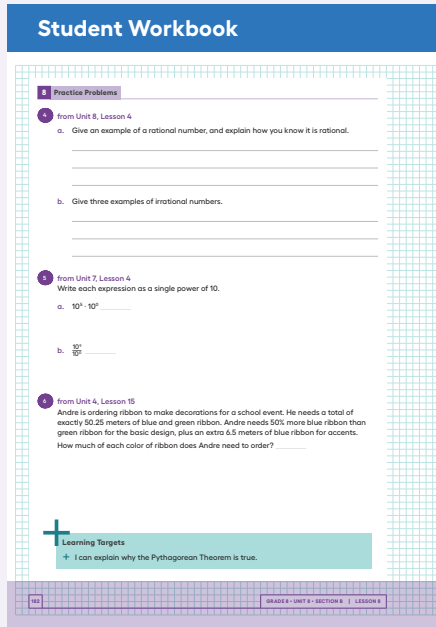 Student Workbook
8 Practice Problems
4 from Unit 8, Lesson 4
a. Give an example of a rational number, and explain how you know it is rational.
b. Give three examples of irrational numbers.
5 from Unit 7, Lesson 4
Write each expression as a single power of 10.
a.
b.
6 from Unit 4, Lesson 15
Andre is ordering ribbon to make decorations for a school event. He needs a total of
exactly 50.25 meters of blue and green ribbon. Andre needs 50% more blue ribbon than
green ribbon for the basic design, plus an extra 6.5 meters of blue ribbon for accents.
How much of each color of ribbon does Andre need to order?
Learning Targets
+ I can explain why the Pythagorean Theorem is true.
GRADE 8 • UNIT 8 • SECTION B | LESSON 8